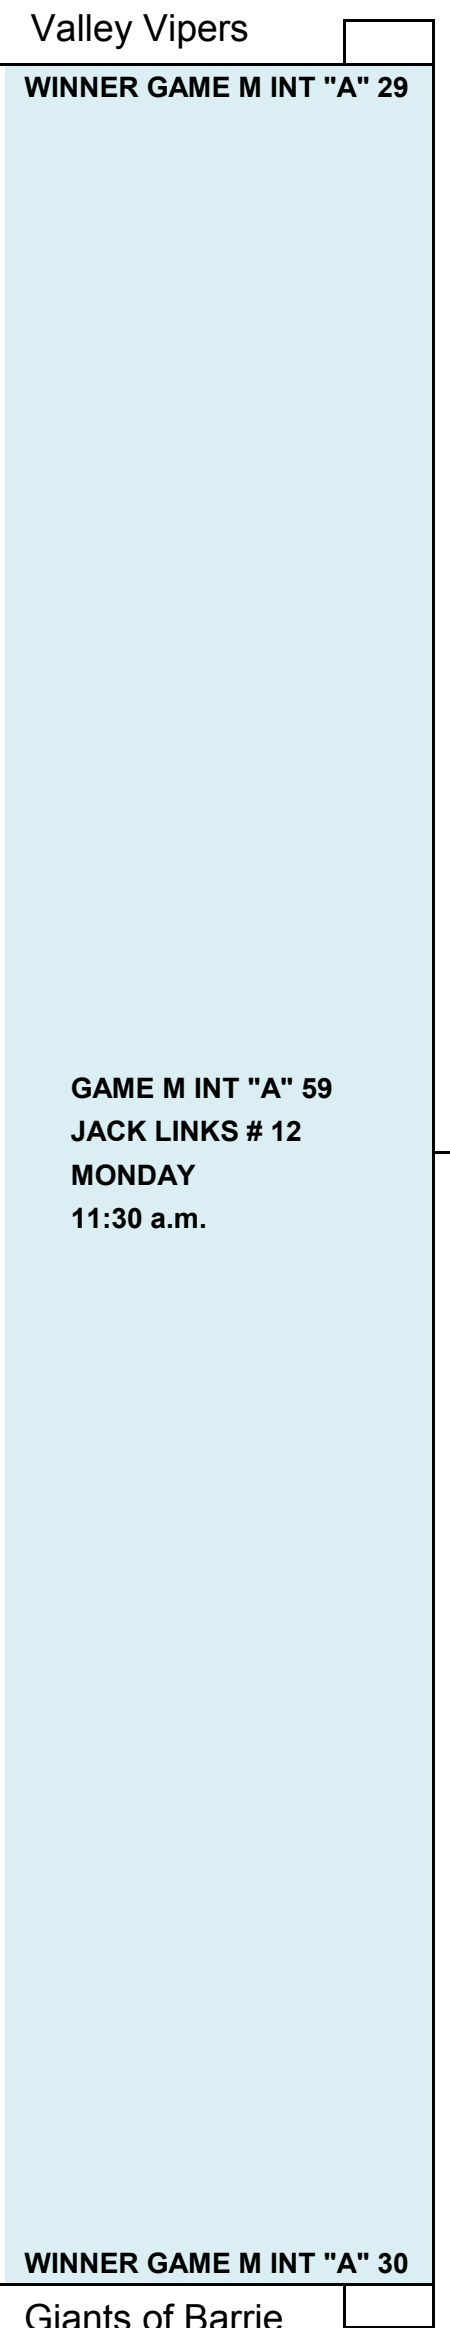 Valley Vipers
WINNER GAME M INT "A" 29
GAME M INT "A" 59
JACK LINKS # 12
MONDAY
11:30 a.m.
WINNER GAME M INT "A" 30
Giants of Barrie